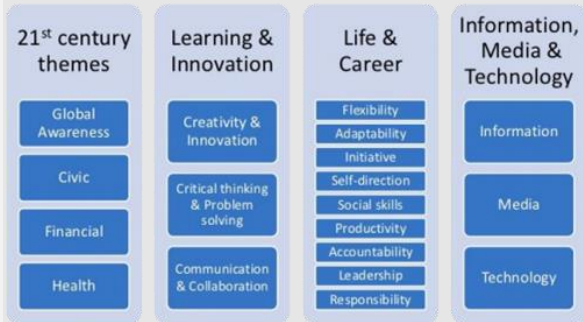 21st century
themes
Global
Awareness
Civic
Financial
Health
Learning &
Innovation
Creativity &
Innovation
Critical thinking
& Problem
solving
Communication
& Collaboration
Life &
Career
Flexibility
Adaptability
Initiative
Self-direction
Social skills
Productivity
Accountability
Leadership
Responsibility
Information,
Media &
Technology
Information
Media
Technology